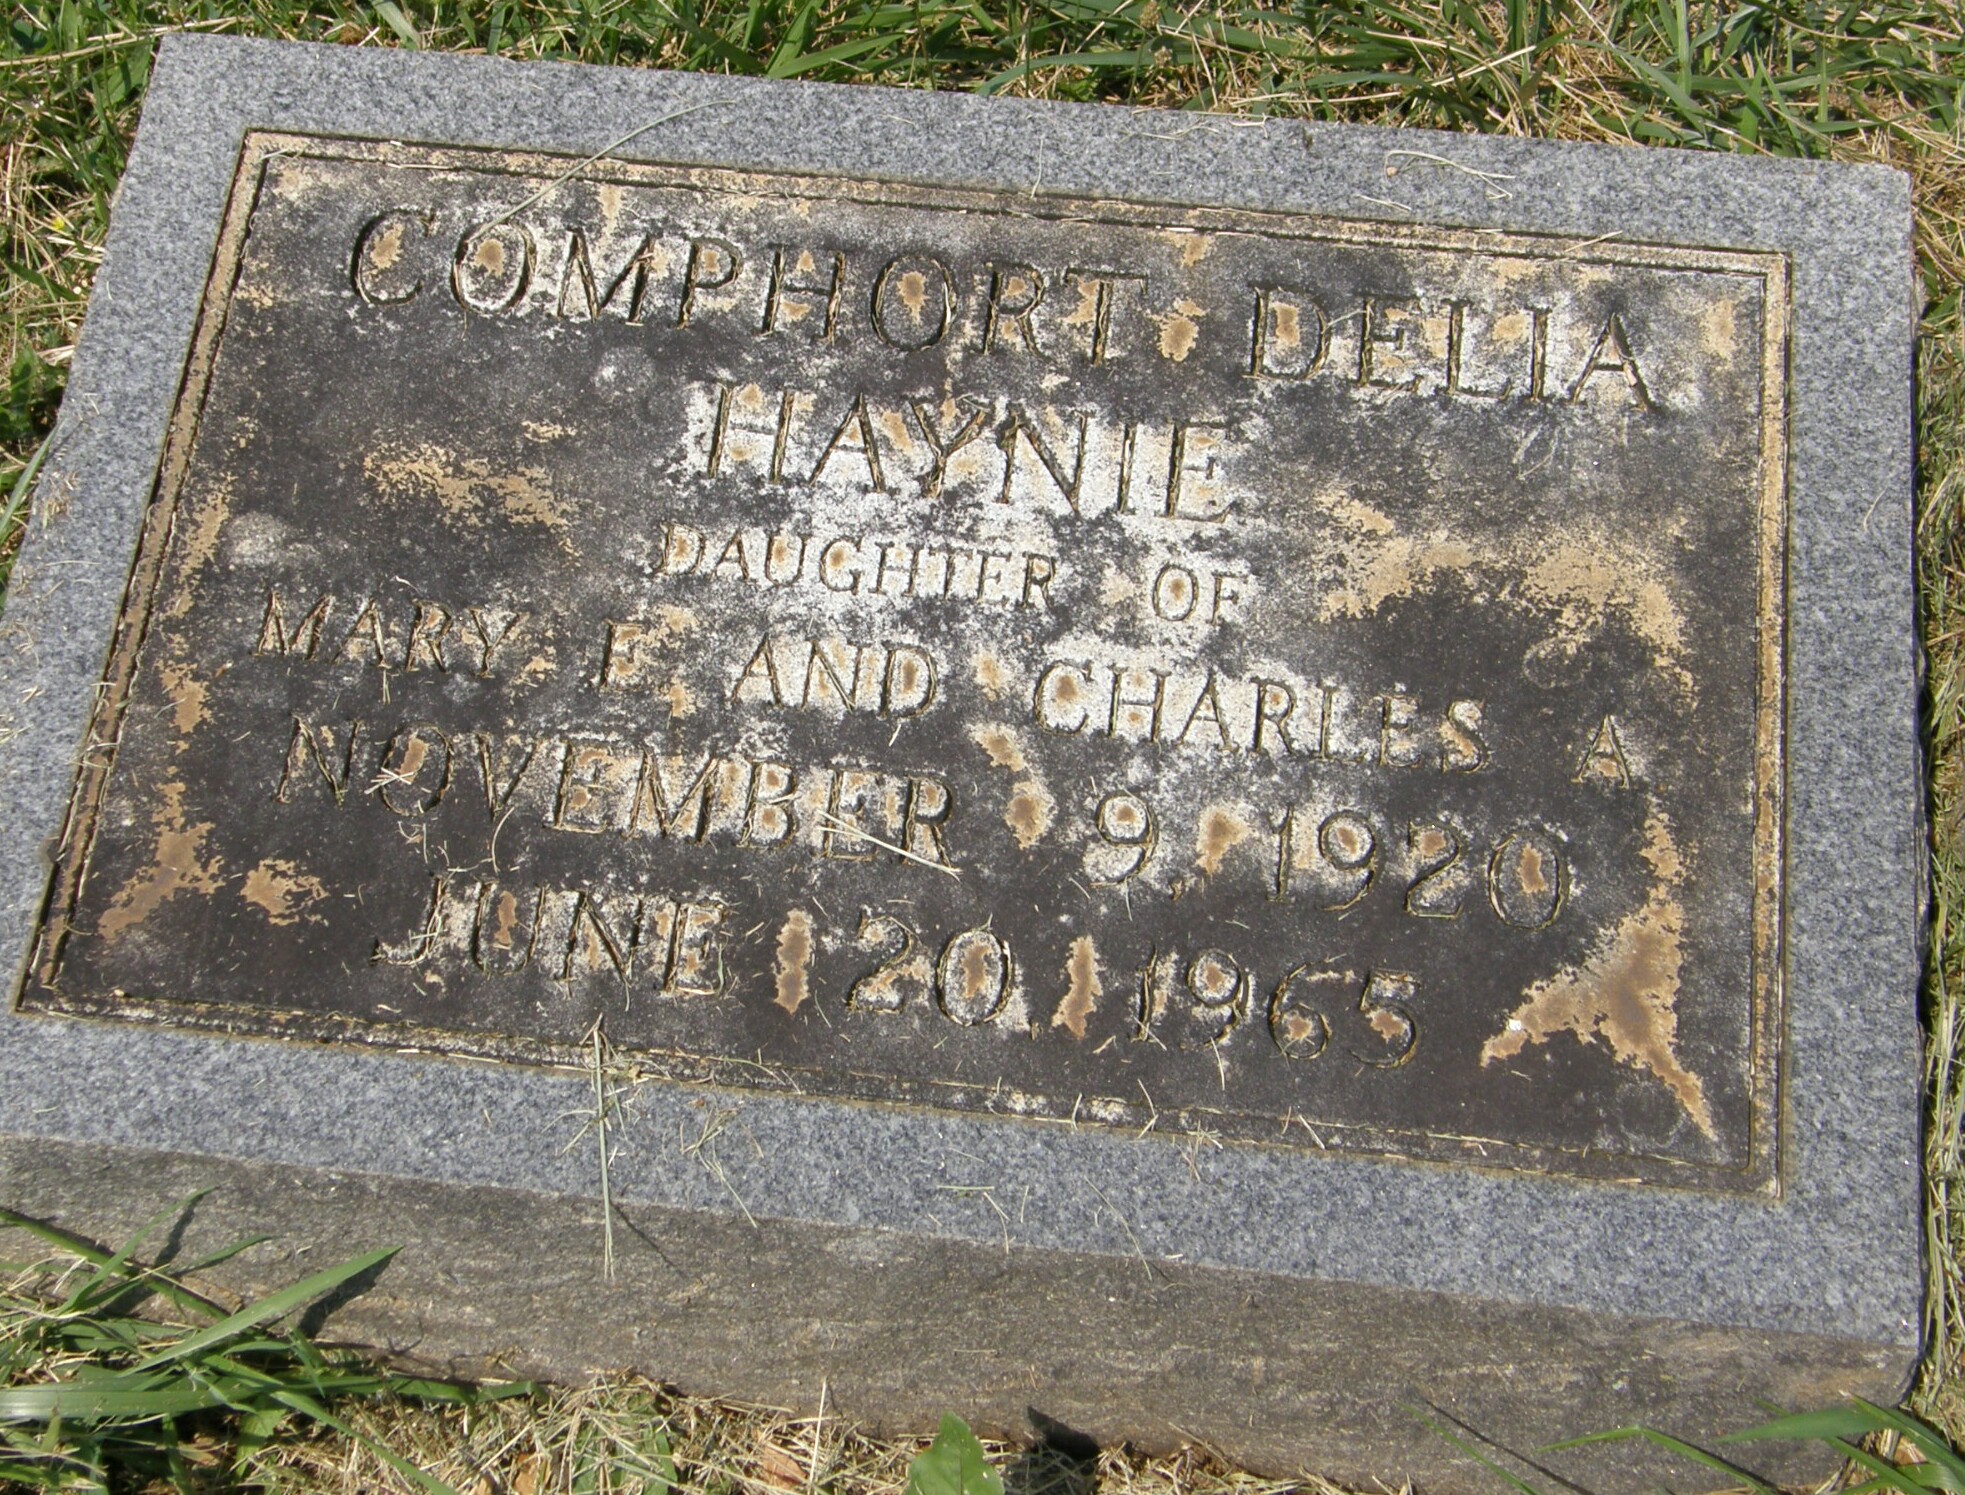 COMPHORT DELIA
HAYNIE
DAUGHTER OF
MARY F AND CHARLES A
NOVEMBER 9, 1920
JUNE 20, 1965